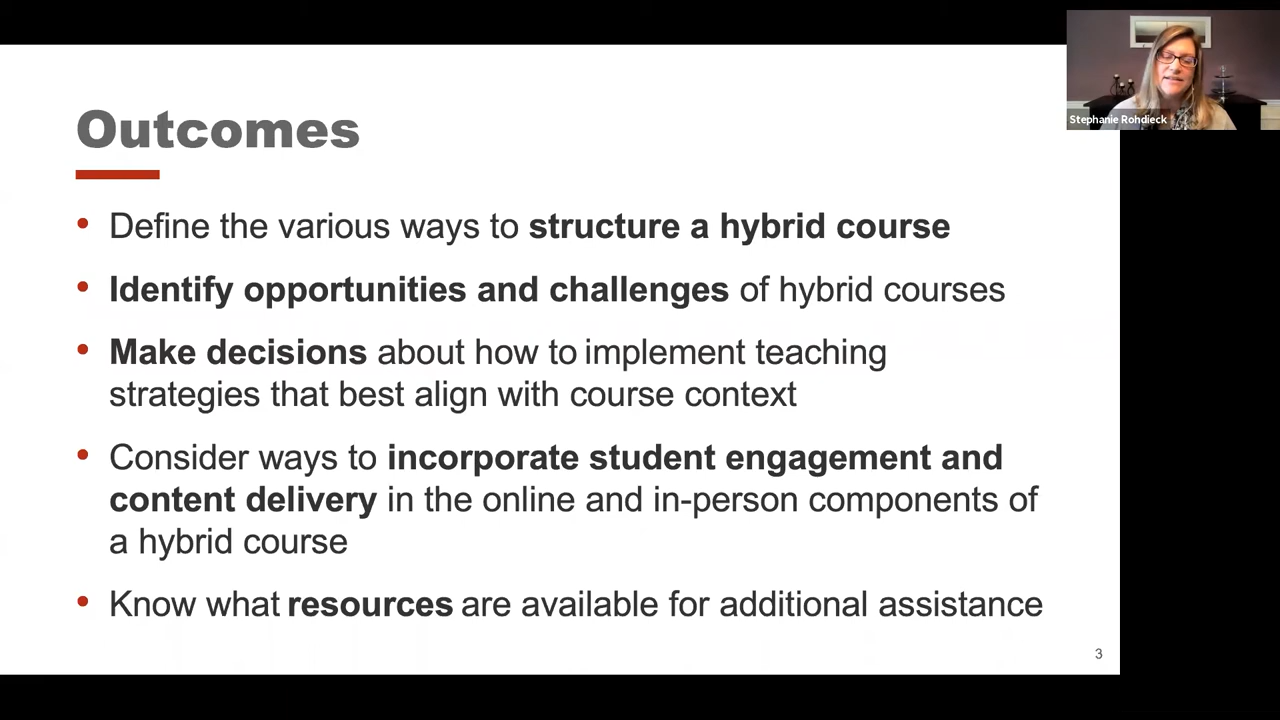 Outcomes
• Define the various ways to structure a hybrid course
• Identify opportunities and challenges of hybrid courses
• Make decisions about how to implement teaching
strategies that best align with course context
• Consider ways to incorporate student engagement and
content delivery in the online and in-person components of
a hybrid course
• Know what resources are available for additional assistance
3
Stephanie Rohdieck